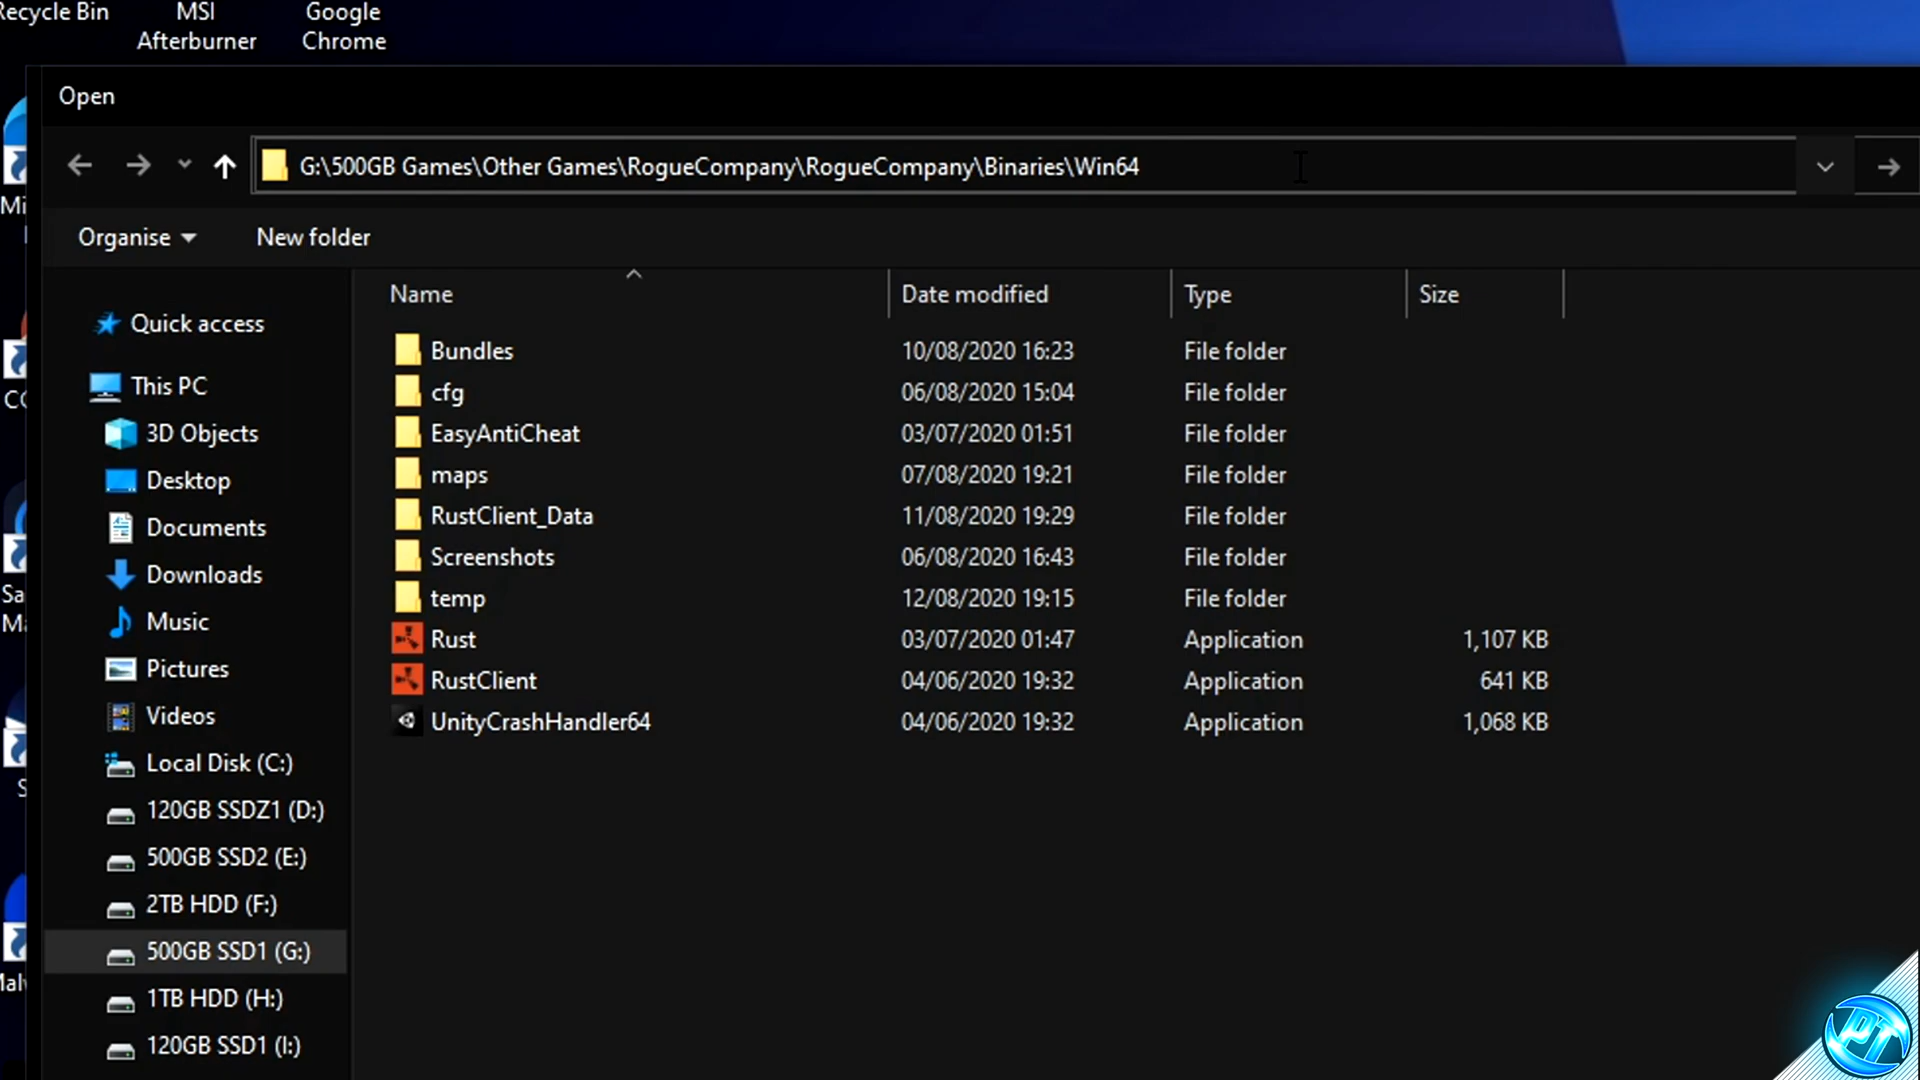 Recycle Bin
MSI
Afterburner
Google
Chrome
Open
G:\500GB Games\Other Games\RogueCompany\RogueCompany\Binaries\Win64
Organise
New folder
Name
Date modified
Type
Size
Quick access
This PC
3D Objects
Desktop
Documents
Downloads
Music
Pictures
Videos
Local Disk (C:)
120GB SSDZ1 (D:)
500GB SSD2 (E:)
2TB HDD (F:)
500GB SSD1 (G:)
1TB HDD (H:)
120GB SSD1 (I:)
Bundles 10/08/2020 16:23 File folder
cfg 06/08/2020 15:04 File folder
EasyAntiCheat 03/07/2020 01:51 File folder
maps 07/08/2020 19:21 File folder
RustClient_Data 11/08/2020 19:29 File folder
Screenshots 06/08/2020 16:43 File folder
temp 12/08/2020 19:15 File folder
Rust 03/07/2020 01:47 Application 1,107 KB
RustClient 04/06/2020 19:32 Application 641 KB
UnityCrashHandler64 04/06/2020 19:32 Application 1,068 KB
PT